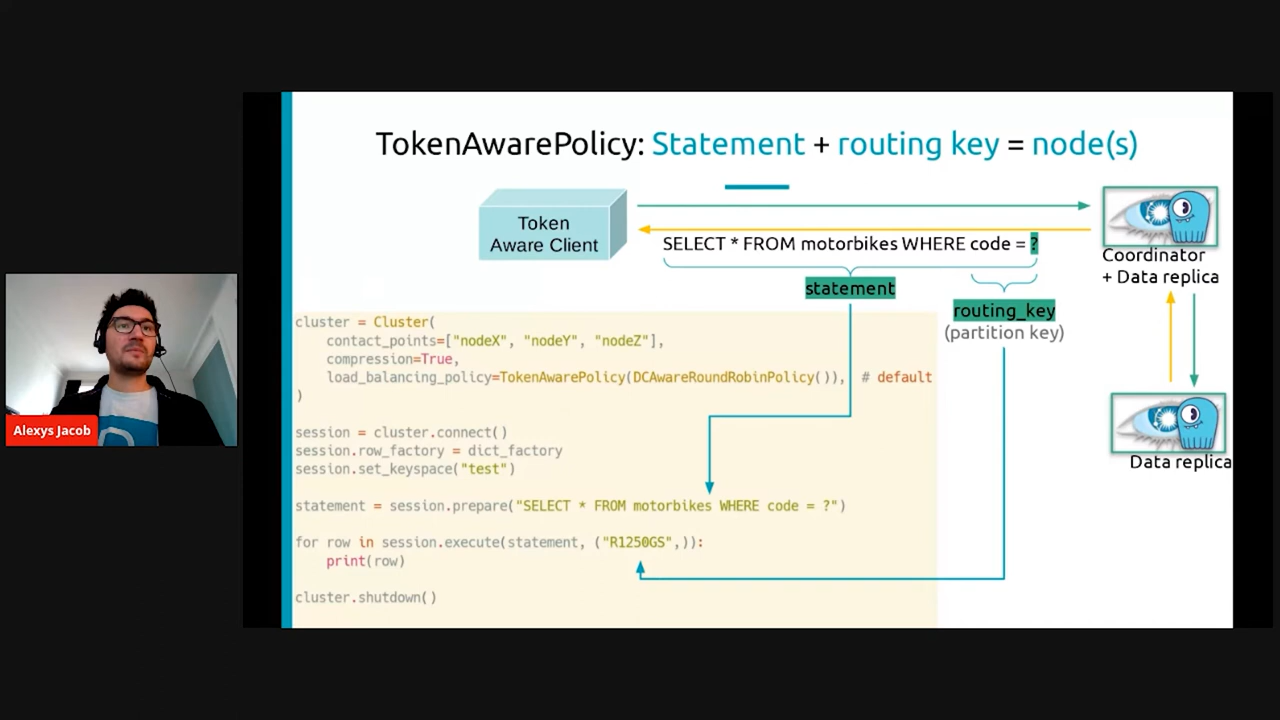 TokenAwarePolicy: Statement + routing key = node(s)
Token
Aware Client
SELECT * FROM motorbikes WHERE code = ?
statement
routing_key
(partition key)
Coordinator
+ Data replica
Data replica
cluster = Cluster(
    contact_points=["nodeX", "nodeY", "nodeZ"],
    compression=True,
    load_balancing_policy=TokenAwarePolicy(DCAwareRoundRobinPolicy()),  # default
)
session = cluster.connect()
session.row_factory = dict_factory
session.set_keyspace("test")
statement = session.prepare("SELECT * FROM motorbikes WHERE code = ?")
for row in session.execute(statement, ("R1250GS",)):
    print(row)
cluster.shutdown()
Alexys Jacob